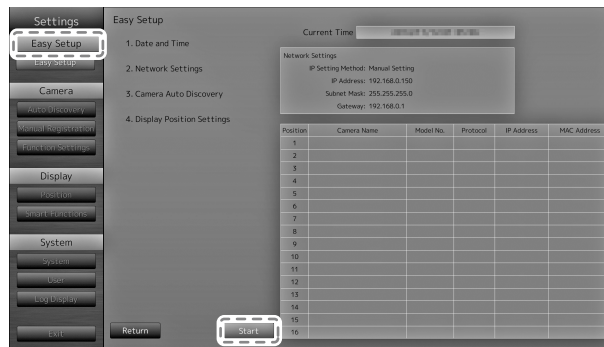 Settings
Easy Setup
Easy Setup
Camera
Auto Discovery
Manual Registration
Function Settings
Display
Position
Smart Functions
System
System
User
Log Display
Exit
Easy Setup
1. Date and Time
2. Network Settings
3. Camera Auto Discovery
4. Display Position Settings
Return
Start
Current Time
Network Settings
IP Setting Method: Manual Setting
IP Address: 192.168.0.150
Subnet Mask: 255.255.255.0
Gateway: 192.168.0.1
Position Camera Name Model No. Protocol IP Address MAC Address
1
2
3
4
5
6
7
8
9
10
11
12
13
14
15
16